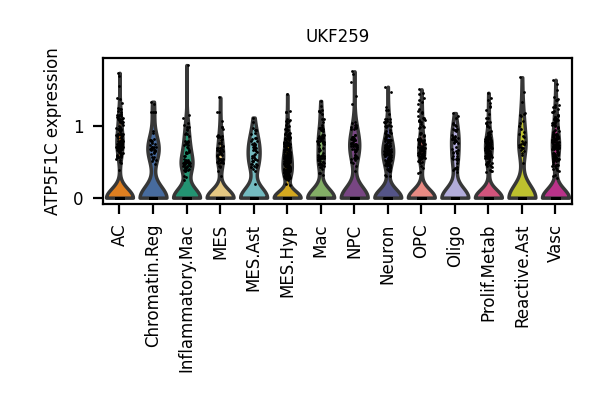 UKF259
ATP5F1C expression
1
0
AC
Chromatin.Reg
Inflammatory.Mac
MES
MES.Ast
MES.Hyp
Mac
NPC
Neuron
OPC
Oligo
Prolif.Metab
Reactive.Ast
Vasc